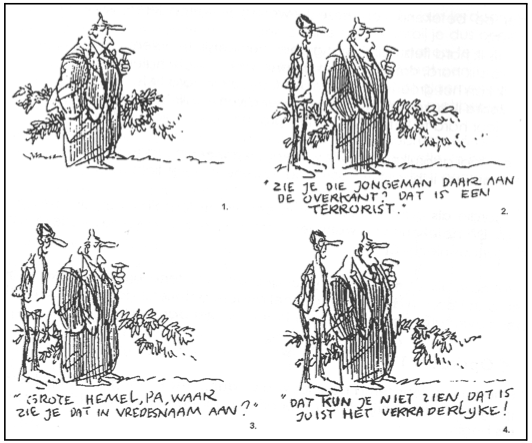 1.
"ZIE JE DIE JONGEMAN DAAR AAN
DE OVERKANT? DAT IS EEN
TERRORIST."
2.
"GROTE HEMEL, PA, WAAR
ZIE JE DAT IN VREDESNAAM AAN?"
3.
"DAT KUN JE NIET ZIEN, DAT IS
JUIST HET VERRADERLYKE!
4.